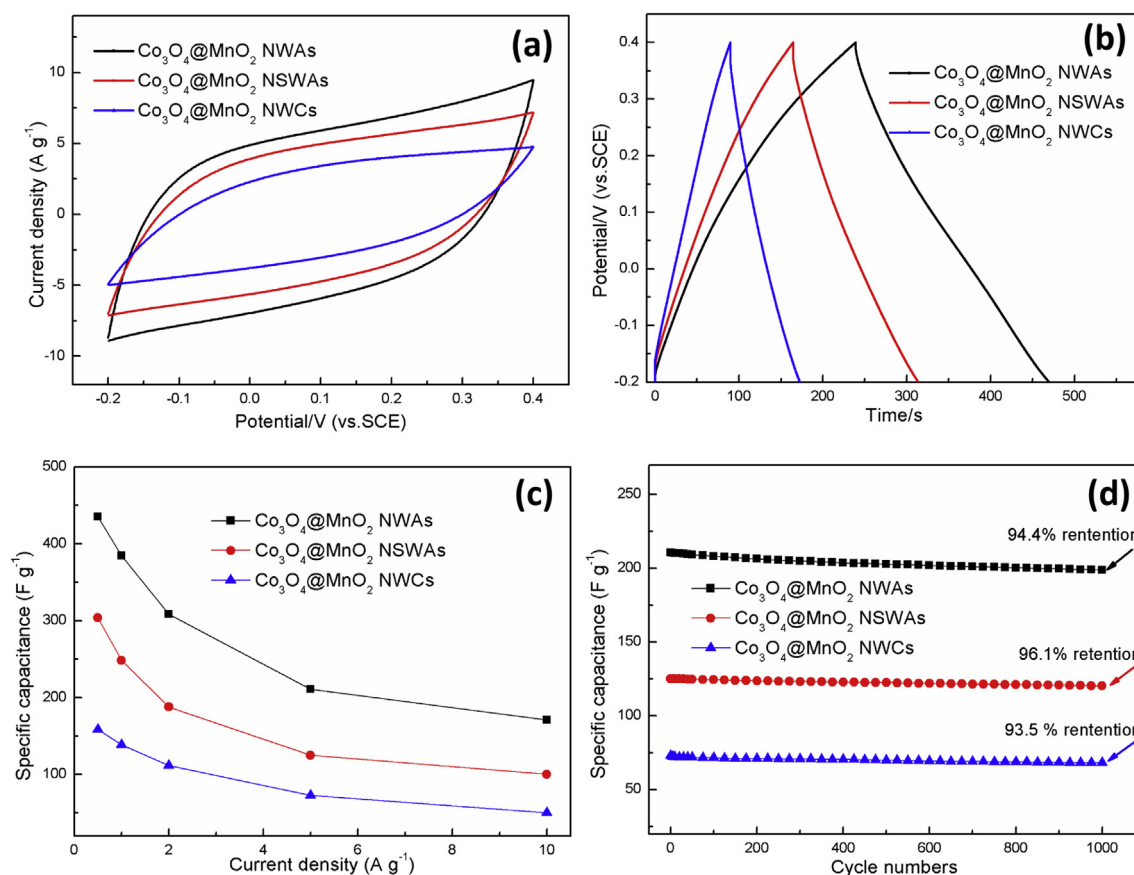 (a)
Co₃O₄@MnO₂ NWAs
Co₃O₄@MnO₂ NSWAs
Co₃O₄@MnO₂ NWCs
10
5
0
-5
-10
Current density (A g⁻¹)
-0.2 -0.1 0.0 0.1 0.2 0.3 0.4
Potential/V (vs.SCE)
(b)
Co₃O₄@MnO₂ NWAs
Co₃O₄@MnO₂ NSWAs
Co₃O₄@MnO₂ NWCs
0.4
0.3
0.2
0.1
0.0
-0.1
-0.2
Potential/V (vs.SCE)
0 100 200 300 400 500
Time/s
(c)
Co₃O₄@MnO₂ NWAs
Co₃O₄@MnO₂ NSWAs
Co₃O₄@MnO₂ NWCs
500
400
300
200
100
Specific capacitance (F g⁻¹)
0 2 4 6 8 10
Current density (A g⁻¹)
(d)
94.4% retention
Co₃O₄@MnO₂ NWAs
Co₃O₄@MnO₂ NSWAs
Co₃O₄@MnO₂ NWCs
96.1% retention
93.5 % retention
250
200
150
100
50
Specific capacitance (F g⁻¹)
0 200 400 600 800 1000
Cycle numbers